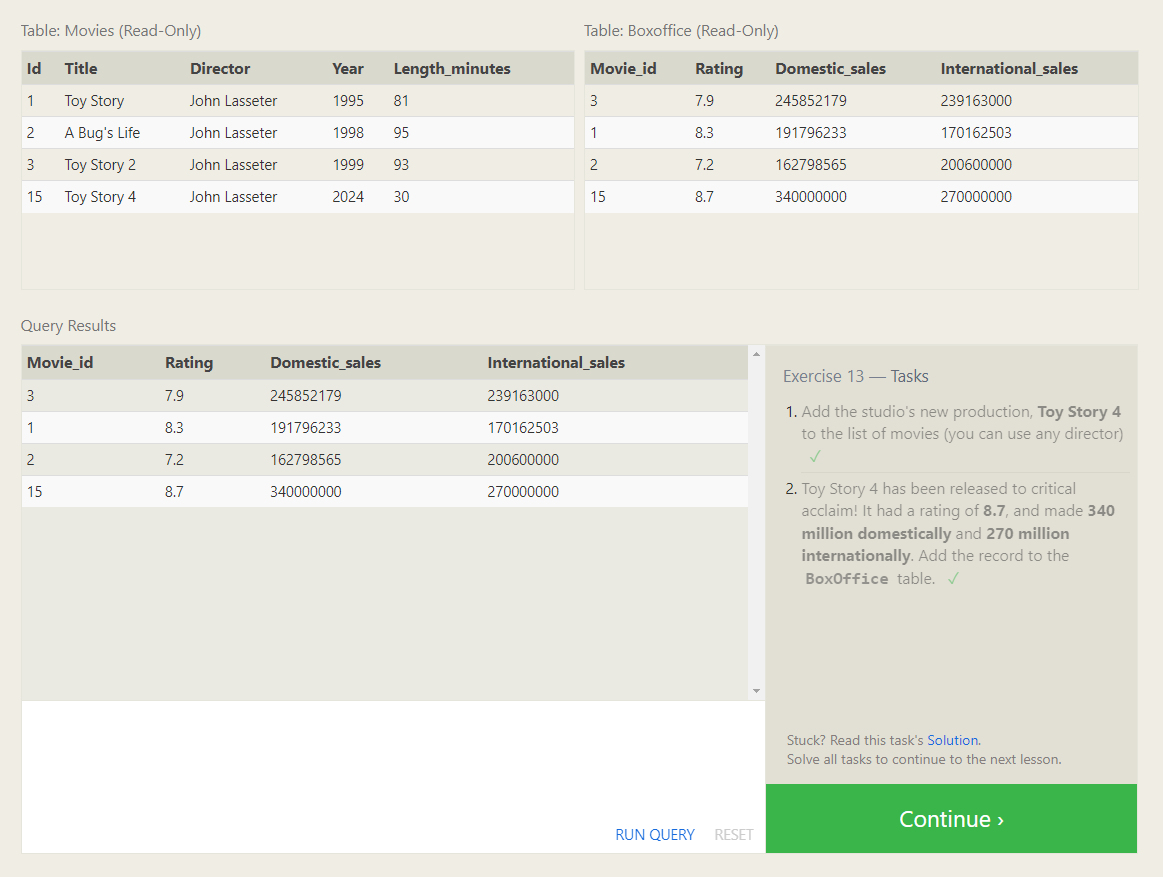 Table: Movies (Read-Only)
Id Title Director Year Length_minutes
1 Toy Story John Lasseter 1995 81
2 A Bug's Life John Lasseter 1998 95
3 Toy Story 2 John Lasseter 1999 93
15 Toy Story 4 John Lasseter 2024 30
Table: Boxoffice (Read-Only)
Movie_id Rating Domestic_sales International_sales
3 7.9 245852179 239163000
1 8.3 191796233 170162503
2 7.2 162798565 200600000
15 8.7 340000000 270000000
Query Results
Movie_id Rating Domestic_sales International_sales
3 7.9 245852179 239163000
1 8.3 191796233 170162503
2 7.2 162798565 200600000
15 8.7 340000000 270000000
RUN QUERY RESET
Exercise 13 — Tasks
1. Add the studio's new production, Toy Story 4
to the list of movies (you can use any director)
✓
2. Toy Story 4 has been released to critical
acclaim! It had a rating of 8.7, and made 340
million domestically and 270 million
internationally. Add the record to the
BoxOffice table. ✓
Stuck? Read this task's Solution.
Solve all tasks to continue to the next lesson.
Continue ›